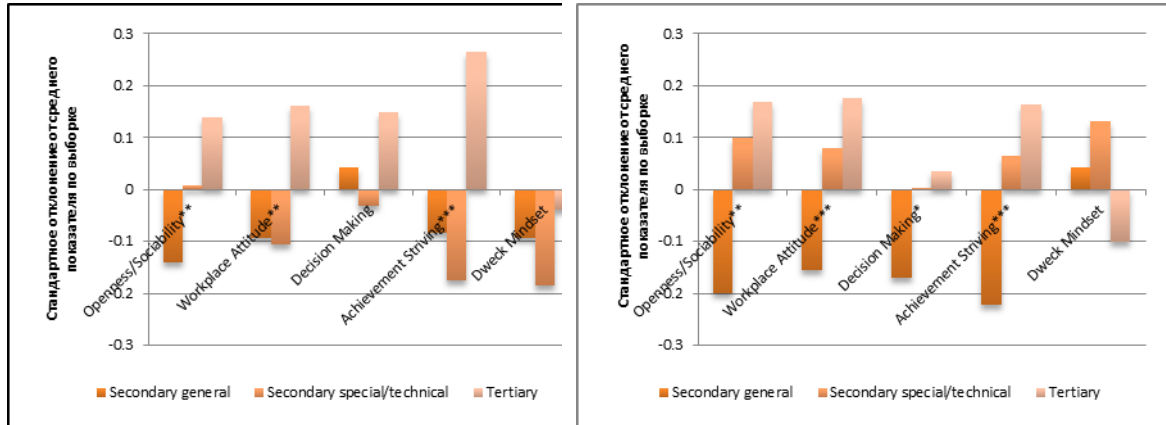 Стандартное отклонение от среднего
показателя по выборке
0.3
0.2
0.1
0
-0.1
-0.2
-0.3
Openness/Sociability**
Workplace Attitude**
Decision Making
Achievement Striving***
Dweck Mindset
Secondary general
Secondary special/technical
Tertiary
Стандартное отклонение от среднего
показателя по выборке
0.3
0.2
0.1
0
-0.1
-0.2
-0.3
Openness/Sociability**
Workplace Attitude***
Decision Making*
Achievement Striving***
Dweck Mindset
Secondary general
Secondary special/technical
Tertiary